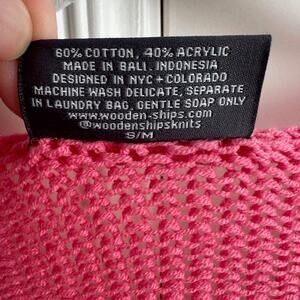 60% COTTON, 40% ACRYLIC
MADE IN BALI, INDONESIA
DESIGNED IN NYC + COLORADO
MACHINE WASH DELICATE, SEPARATE
IN LAUNDRY BAG, GENTLE SOAP ONLY
www.wooden-ships.com
@woodenshipsknits
S/M